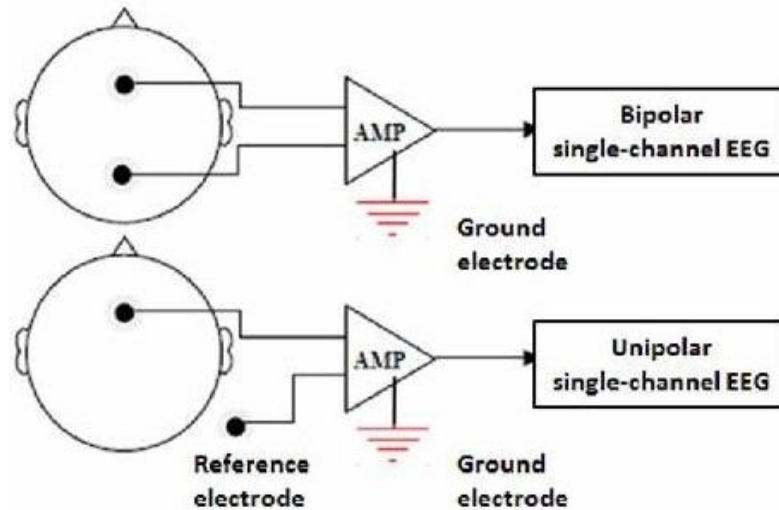 AMP
Bipolar
single-channel EEG
Ground
electrode
AMP
Unipolar
single-channel EEG
Reference
electrode
Ground
electrode